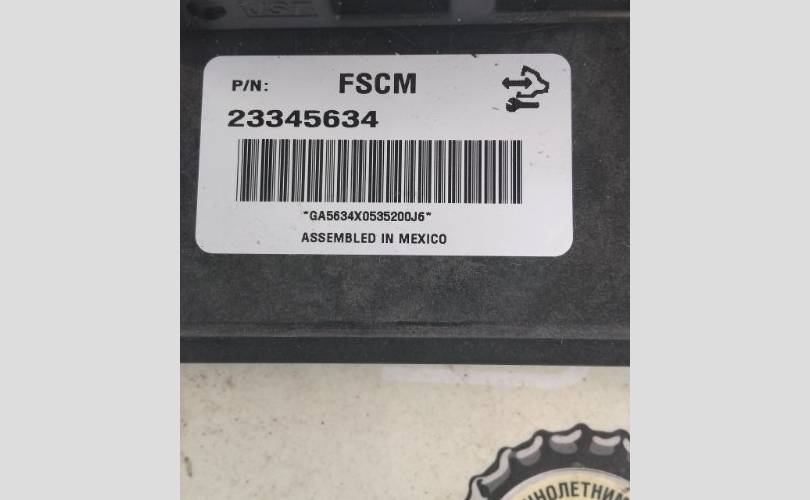 P/N: FSCM
23345634
*GA5634X0535200J6*
ASSEMBLED IN MEXICO